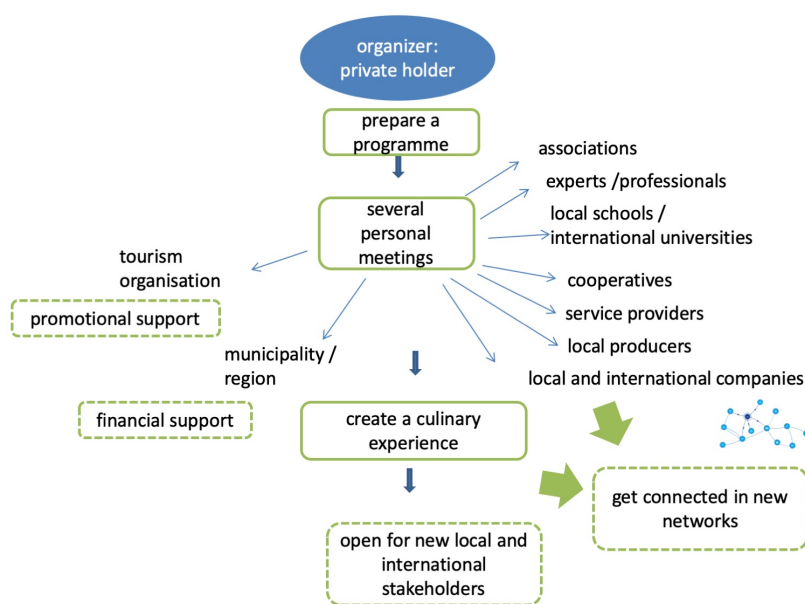 organizer:
private holder
prepare a
programme
associations
experts /professionals
several
personal
meetings
local schools /
international universities
tourism
organisation
cooperatives
promotional support
service providers
municipality /
region
local producers
local and international companies
financial support
create a culinary
experience
get connected in new
networks
open for new local and
international
stakeholders